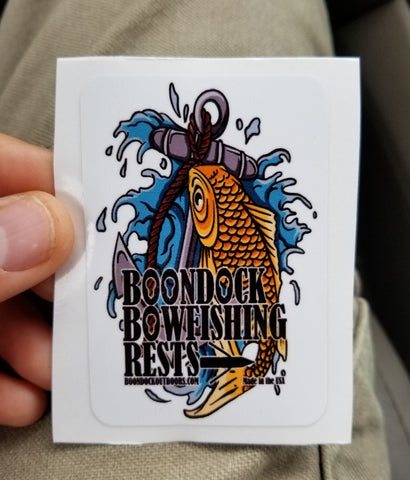 BOONDOCK
BOWFISHING
RESTS
BOONDOCKOUTDOORS.COM Made in the USA